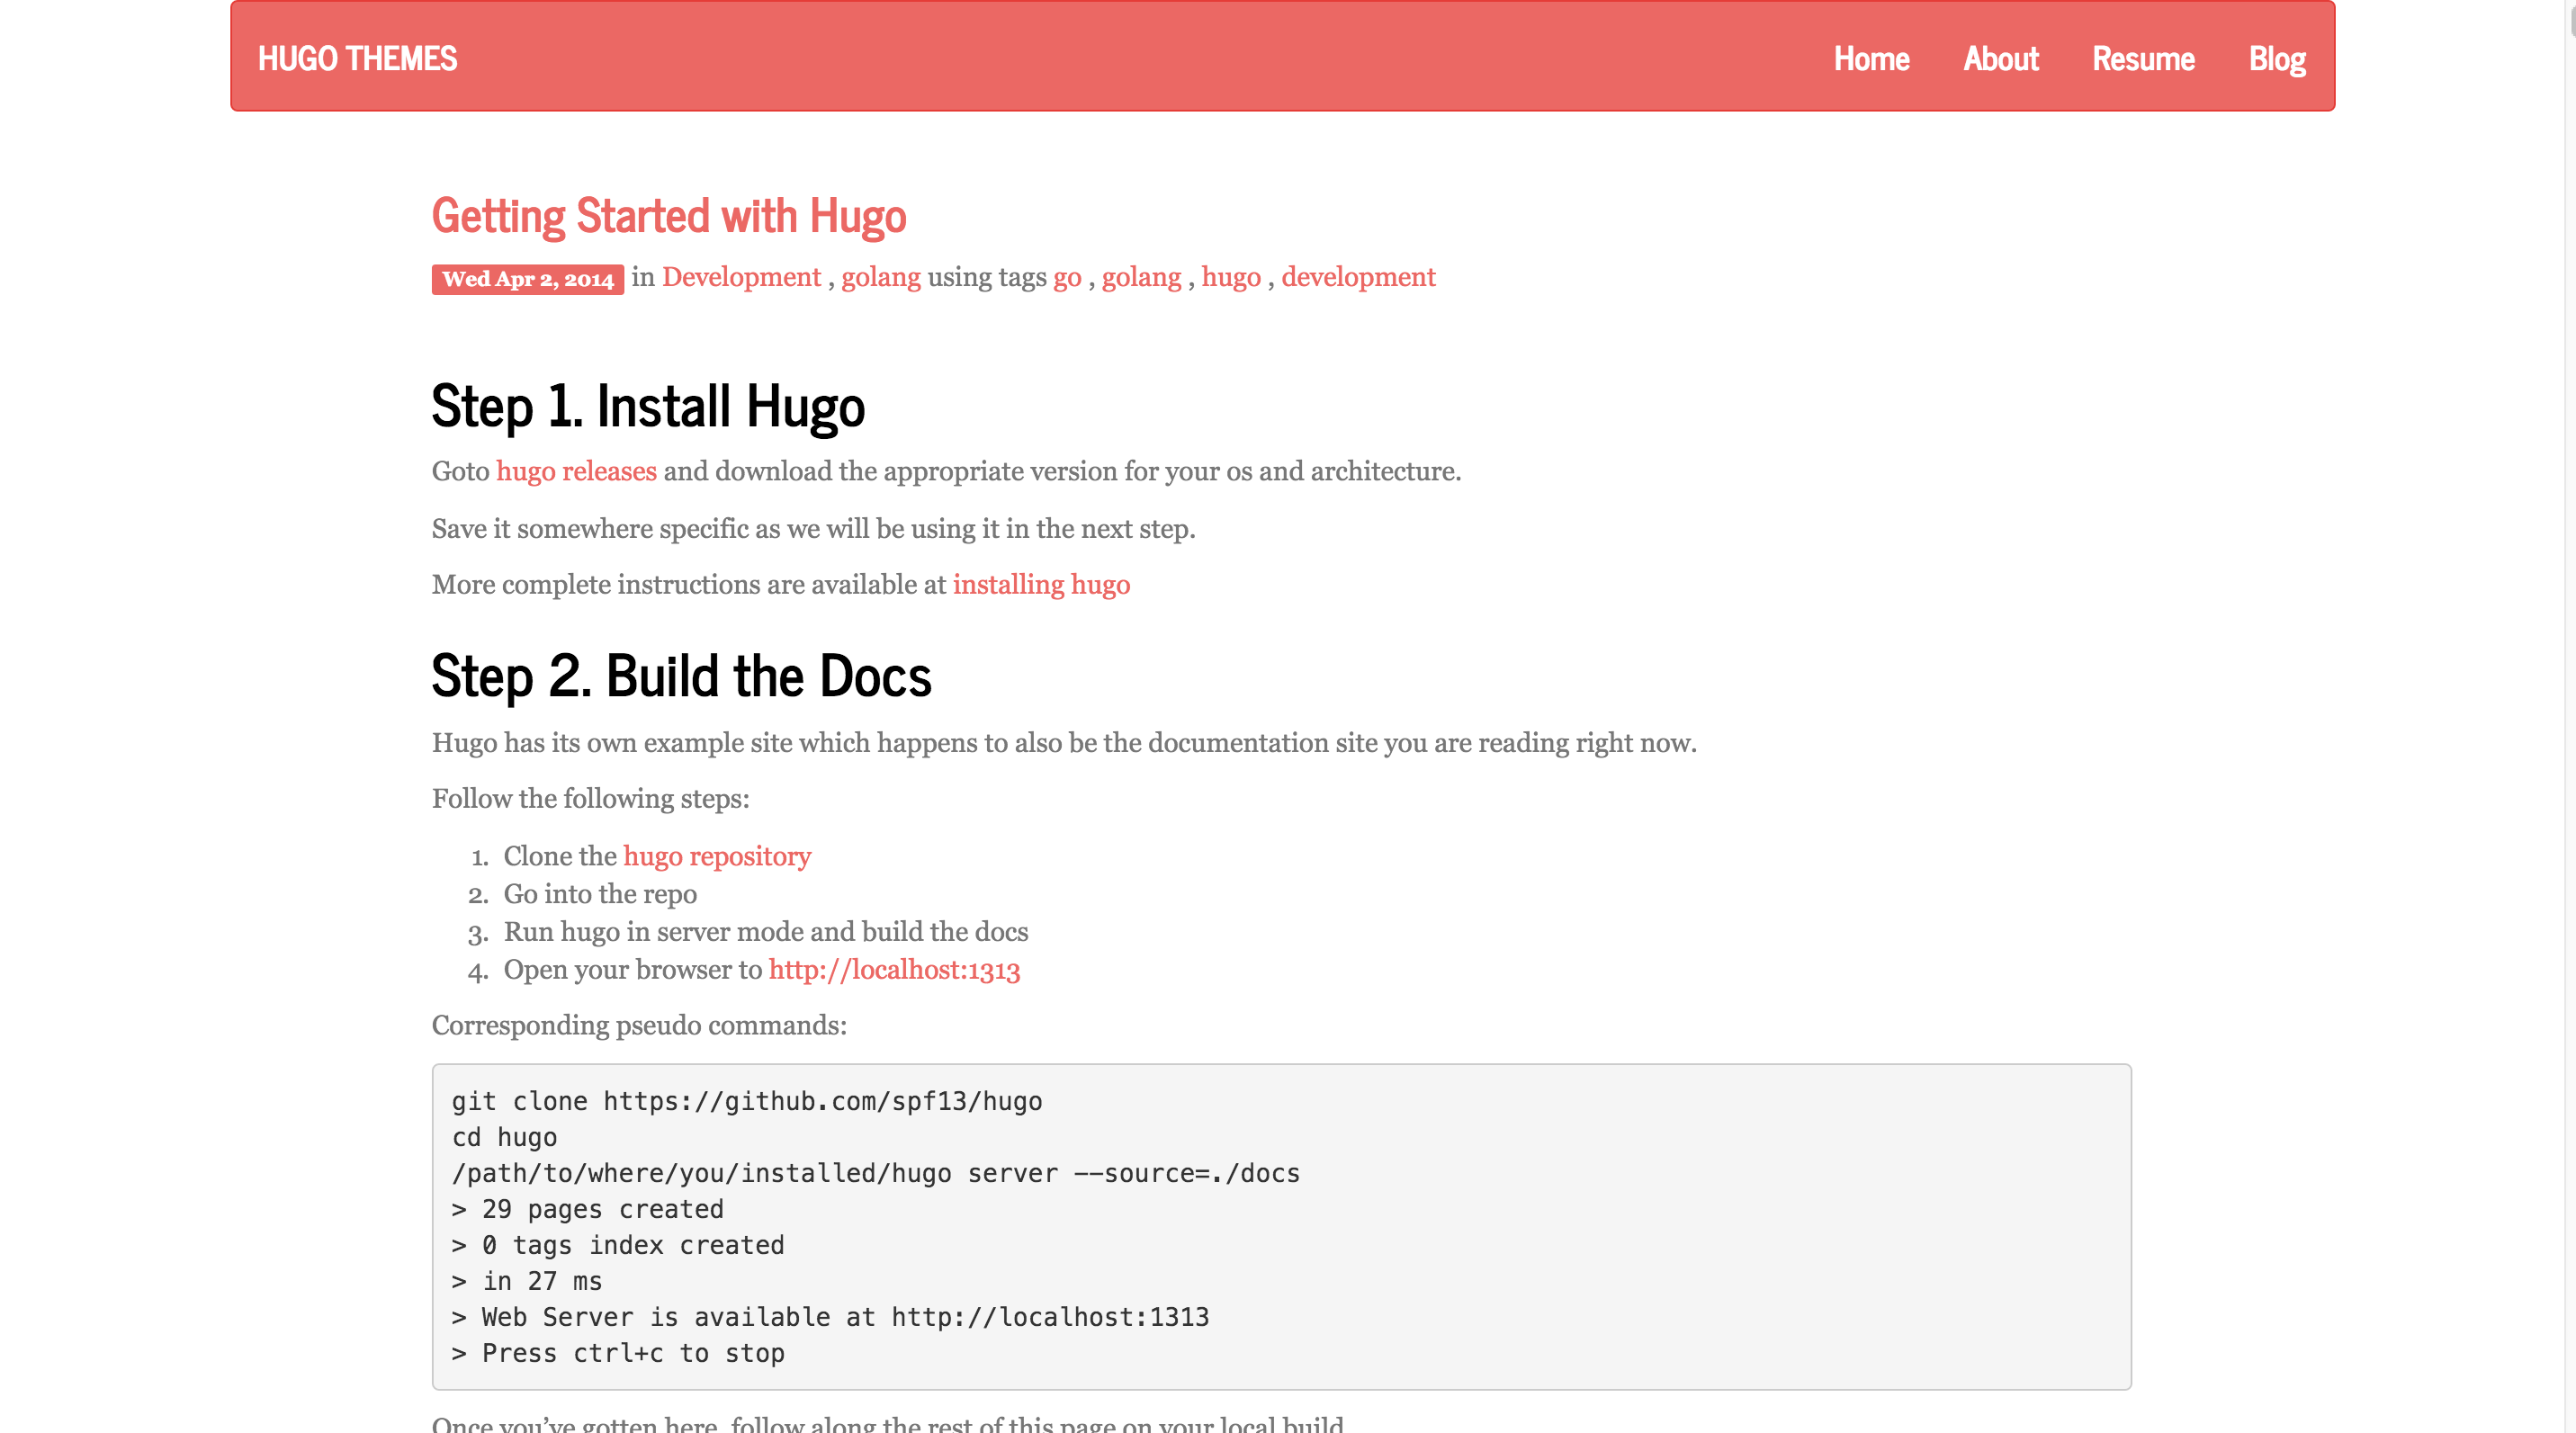 HUGO THEMES
Home About Resume Blog
Getting Started with Hugo
Wed Apr 2, 2014 in Development , golang using tags go , golang , hugo , development
Step 1. Install Hugo
Goto hugo releases and download the appropriate version for your os and architecture.
Save it somewhere specific as we will be using it in the next step.
More complete instructions are available at installing hugo
Step 2. Build the Docs
Hugo has its own example site which happens to also be the documentation site you are reading right now.
Follow the following steps:
1. Clone the hugo repository
2. Go into the repo
3. Run hugo in server mode and build the docs
4. Open your browser to http://localhost:1313
Corresponding pseudo commands:
git clone https://github.com/spf13/hugo
cd hugo
/path/to/where/you/installed/hugo server --source=./docs
> 29 pages created
> 0 tags index created
> in 27 ms
> Web Server is available at http://localhost:1313
> Press ctrl+c to stop
Once you’ve gotten here, follow along the rest of this page on your local build.